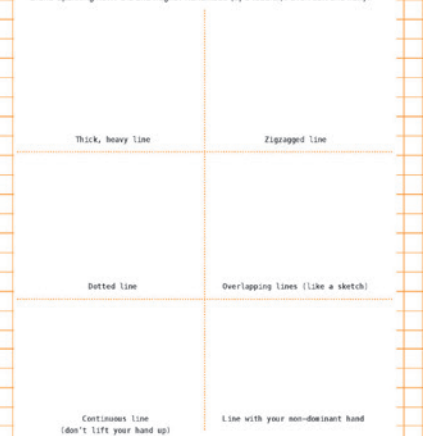 Thick, heavy line
Zigzagged line
Dotted line
Overlapping lines (like a sketch)
Continuous line
(don't lift your hand up)
Line with your non-dominant hand